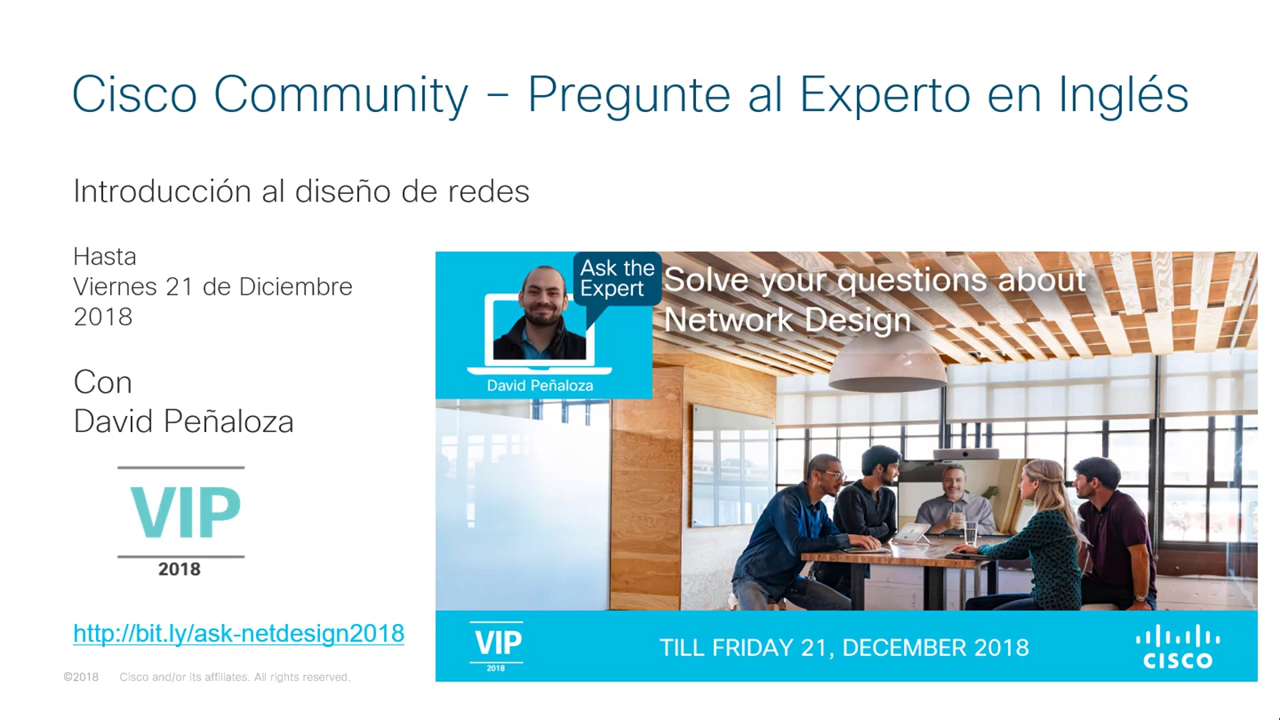 Cisco Community – Pregunte al Experto en Inglés
Introducción al diseño de redes
Hasta
Viernes 21 de Diciembre
2018
Con
David Peñaloza
VIP
2018
http://bit.ly/ask-netdesign2018
©2018 Cisco and/or its affiliates. All rights reserved.
Ask the
Expert
David Peñaloza
Solve your questions about
Network Design
VIP
2018
TILL FRIDAY 21, DECEMBER 2018
CISCO